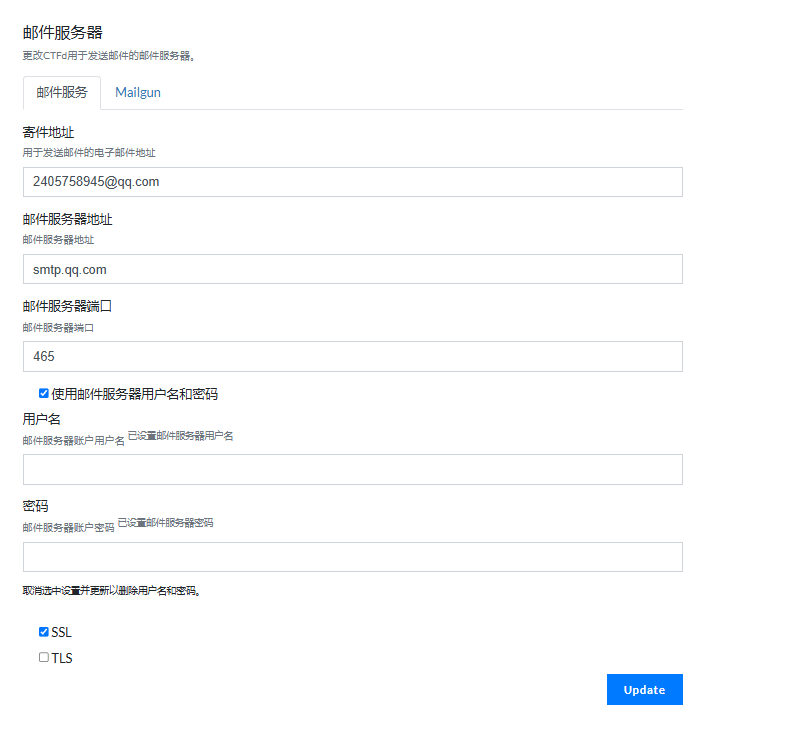 邮件服务器
更改CTFd用于发送邮件的邮件服务器。
邮件服务 Mailgun
寄件地址
用于发送邮件的电子邮件地址
2405758945@qq.com
邮件服务器地址
邮件服务器地址
smtp.qq.com
邮件服务器端口
邮件服务器端口
465
使用邮件服务器用户名和密码
用户名
邮件服务器账户用户名 已设置邮件服务器用户名
密码
邮件服务器账户密码 已设置邮件服务器密码
取消选中设置并更新以删除用户名和密码。
SSL
TLS
Update